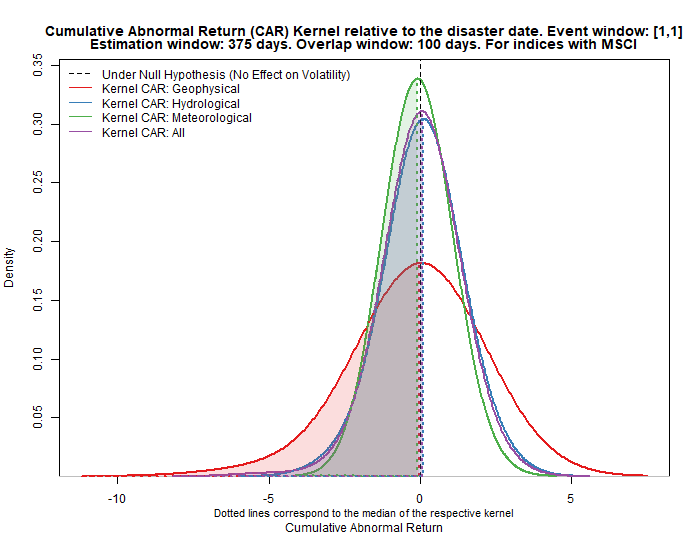 Cumulative Abnormal Return (CAR) Kernel relative to the disaster date. Event window: [1,1]
Estimation window: 375 days. Overlap window: 100 days. For indices with MSCI
Under Null Hypothesis (No Effect on Volatility)
Kernel CAR: Geophysical
Kernel CAR: Hydrological
Kernel CAR: Meteorological
Kernel CAR: All
0.35
0.30
0.25
0.20
0.15
0.10
0.05
Density
-10 -5 0 5
Dotted lines correspond to the median of the respective kernel
Cumulative Abnormal Return